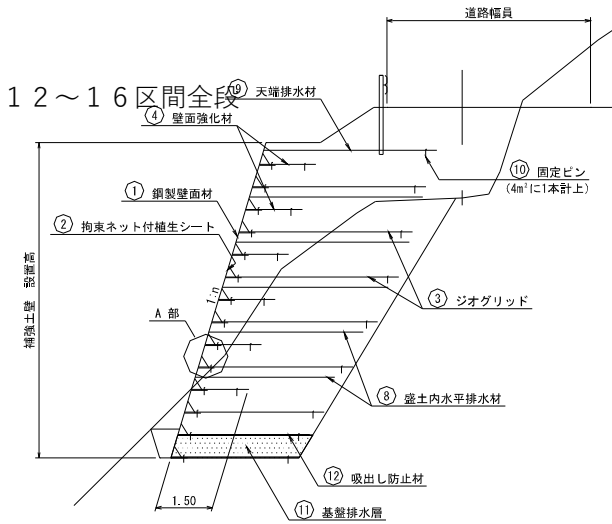 道路幅員
12～16区間全段
⑨ 天端排水材
④ 壁面強化材
⑩ 固定ピン
(4㎡に1本計上)
① 鋼製壁面材
② 拘束ネット付植生シート
補強土壁 設置高
1:n
③ ジオグリッド
A 部
⑧ 盛土内水平排水材
⑫ 吸出し防止材
1.50
⑪ 基盤排水層